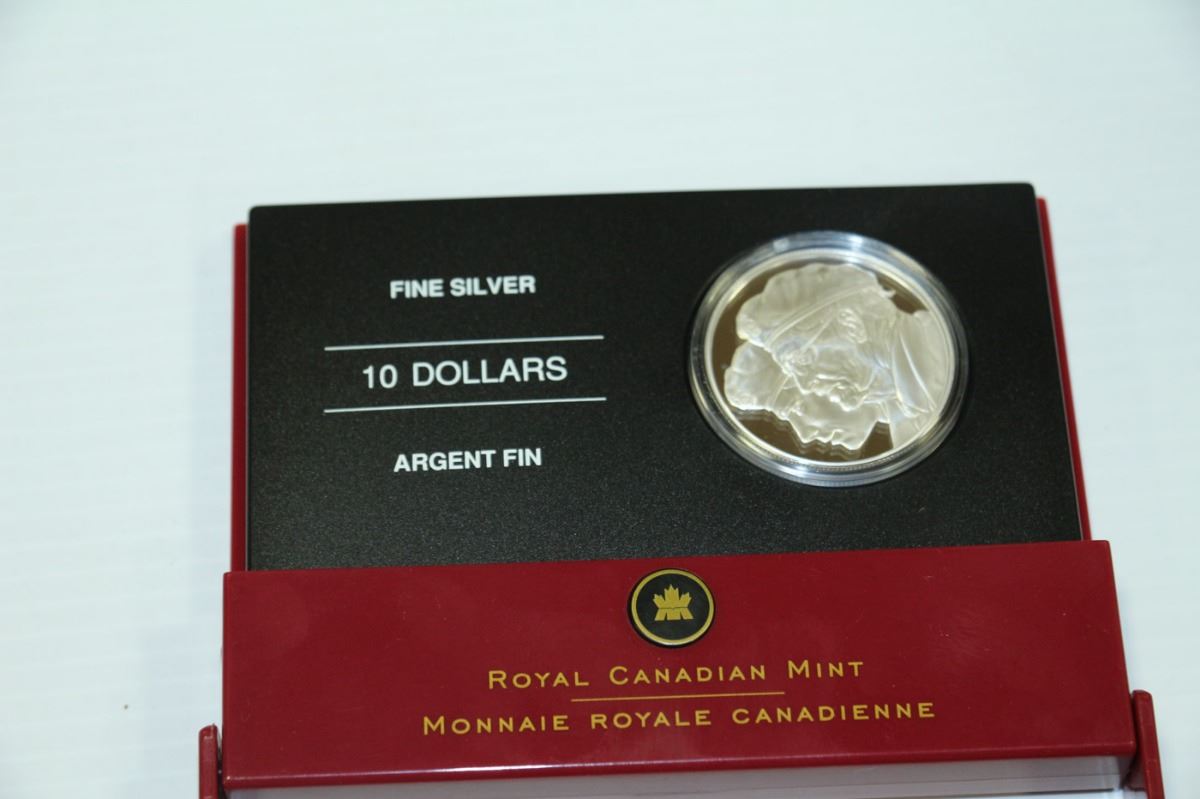 FINE SILVER
10 DOLLARS
ARGENT FIN
ROYAL CANADIAN MINT
MONNAIE ROYALE CANADIENNE